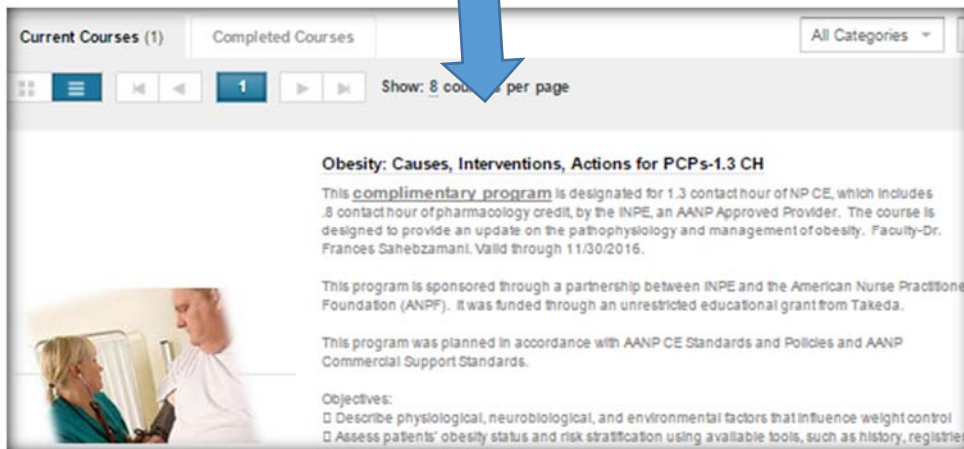 Current Courses (1) Completed Courses All Categories
1 Show: 8 per page
Obesity: Causes, Interventions, Actions for PCPs-1.3 CH
This complimentary program is designated for 1.3 contact hour of NP CE, which includes
.8 contact hour of pharmacology credit, by the INPE, an AANP Approved Provider. The course is
designed to provide an update on the pathophysiology and management of obesity. Faculty-Dr.
Frances Sahebzamani. Valid through 11/30/2016.
This program is sponsored through a partnership between INPE and the American Nurse Practitione
Foundation (ANPF). It was funded through an unrestricted educational grant from Takeda.
This program was planned in accordance with AANP CE Standards and Policies and AANP
Commercial Support Standards.
Objectives:
Describe physiological, neurobiological, and environmental factors that influence weight control
Assess patients' obesity status and risk stratification using available tools, such as history, registrie